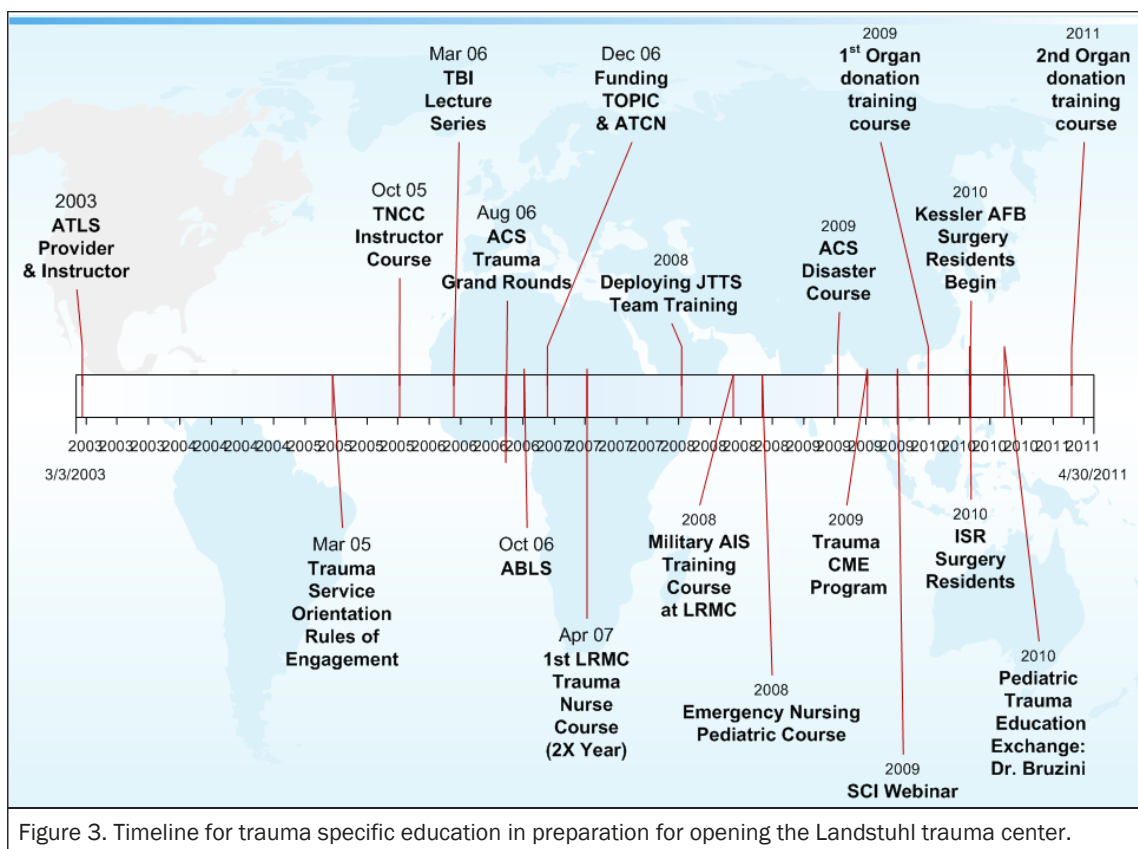 2003
ATLS
Provider
& Instructor
Oct 05
TNCC
Instructor
Course
Mar 06
TBI
Lecture
Series
Aug 06
ACS
Trauma
Grand Rounds
Dec 06
Funding
TOPIC
& ATCN
2008
Deploying JTTS
Team Training
2009
ACS
Disaster
Course
2009
1st Organ
donation
training
course
2010
Kessler AFB
Surgery
Residents
Begin
2011
2nd Organ
donation
training
course
2003 2003 2003 2004 2004 2004 2004 2005 2005 2005 2005 2006 2006 2006 2006 2007 2007 2007 2007 2008 2008 2008 2008 2009 2009 2009 2009 2010 2010 2010 2010 2011 2011
3/3/2003
4/30/2011
Mar 05
Trauma
Service
Orientation
Rules of
Engagement
Oct 06
ABLS
Apr 07
1st LRMC
Trauma
Nurse
Course
(2X Year)
2008
Military AIS
Training
Course
at LRMC
2008
Emergency Nursing
Pediatric Course
2009
Trauma
CME
Program
2009
SCI Webinar
2010
ISR
Surgery
Residents
2010
Pediatric
Trauma
Education
Exchange:
Dr. Bruzini
Figure 3. Timeline for trauma specific education in preparation for opening the Landstuhl trauma center.